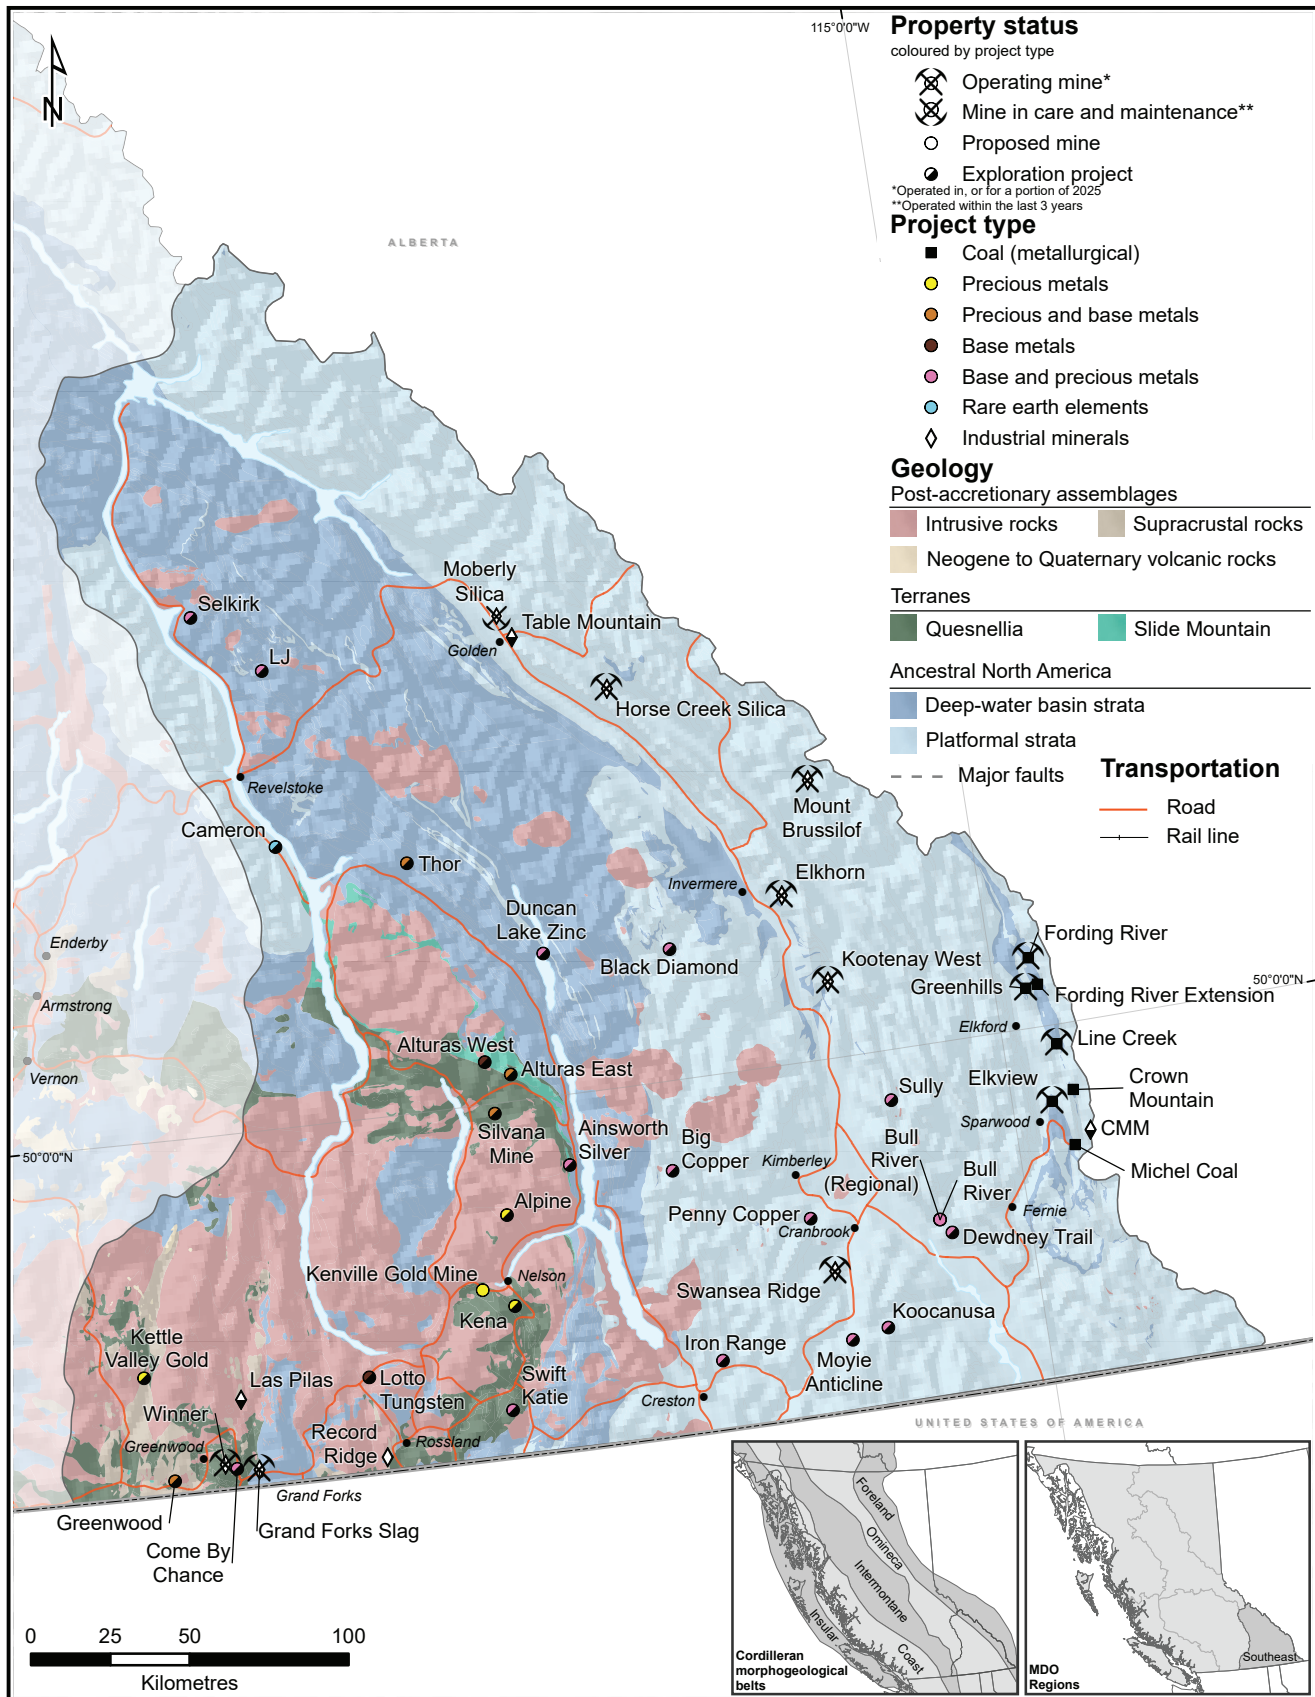 115°0'0"W
Property status
coloured by project type
Operating mine*
Mine in care and maintenance**
Proposed mine
Exploration project
*Operated in, or for a portion of 2025
**Operated within the last 3 years
Project type
Coal (metallurgical)
Precious metals
Precious and base metals
Base metals
Base and precious metals
Rare earth elements
Industrial minerals
Geology
Post-accretionary assemblages
Intrusive rocks
Supracrustal rocks
Neogene to Quaternary volcanic rocks
Terranes
Quesnellia
Slide Mountain
Ancestral North America
Deep-water basin strata
Platformal strata
Major faults
Transportation
Road
Rail line
N
ALBERTA
Moberly
Silica
Selkirk
Table Mountain
Golden
LJ
Horse Creek Silica
Revelstoke
Mount
Brussilof
Cameron
Thor
Elkhorn
Invermere
Duncan
Lake Zinc
Enderby
Fording River
Black Diamond
Kootenay West
Greenhills
50°0'0"N
Fording River Extension
Armstrong
Elkford
Line Creek
Alturas West
Alturas East
Vernon
Sully
Elkview
Crown
Mountain
Sparwood
CMM
Silvana
Mine
Ainsworth
Silver
Big
Copper
Bull
River
(Regional)
Bull
River
50°0'0"N
Kimberley
Michel Coal
Alpine
Penny Copper
Cranbrook
Fernie
Dewdney Trail
Kenville Gold Mine
Nelson
Swansea Ridge
Kena
Koocanusa
Kettle
Valley Gold
Iron Range
Moyie
Anticline
Las Pilas
Lotto
Tungsten
Swift
Katie
Creston
Winner
Record
Ridge
Rossland
UNITED STATES OF AMERICA
Greenwood
Grand Forks
Greenwood
Grand Forks Slag
Come By
Chance
0 25 50 100
Kilometres
Foreland
Omineca
Intermontane
Insular
Coast
Cordilleran
morphogeological
belts
Southeast
MDO
Regions